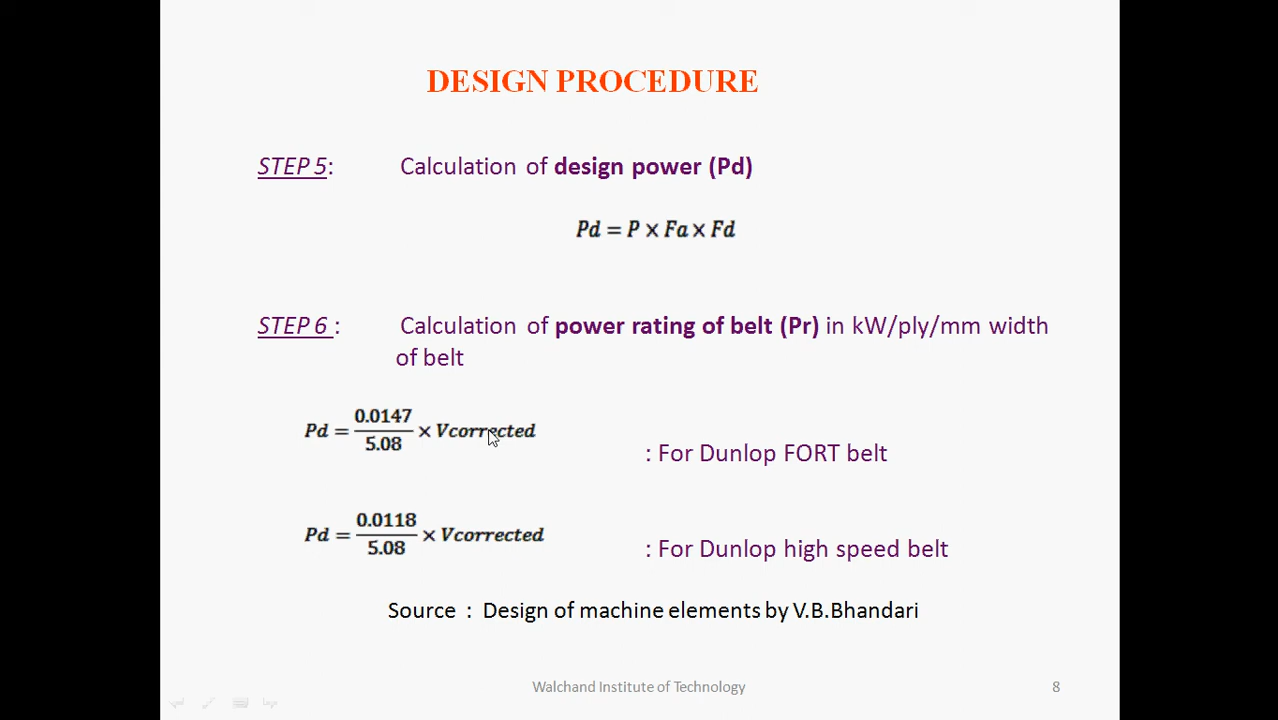 DESIGN PROCEDURE
STEP 5: Calculation of design power (Pd)
Pd = P × Fa × Fd
STEP 6 : Calculation of power rating of belt (Pr) in kW/ply/mm width
of belt
Pd = 0.0147/5.08 × Vcorrected
: For Dunlop FORT belt
Pd = 0.0118/5.08 × Vcorrected
: For Dunlop high speed belt
Source : Design of machine elements by V.B.Bhandari
Walchand Institute of Technology 8